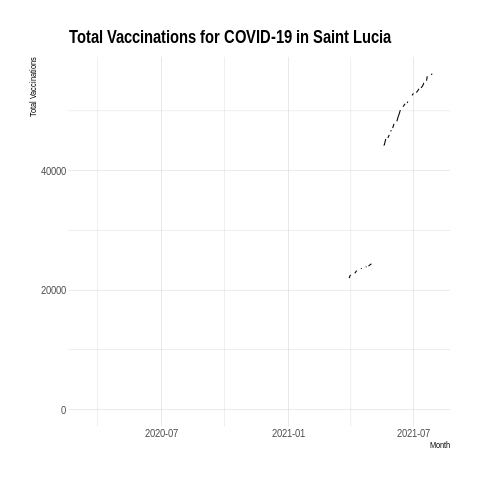 Total Vaccinations for COVID-19 in Saint Lucia
Total Vaccinations
40000
20000
0
2020-07
2021-01
2021-07
Month